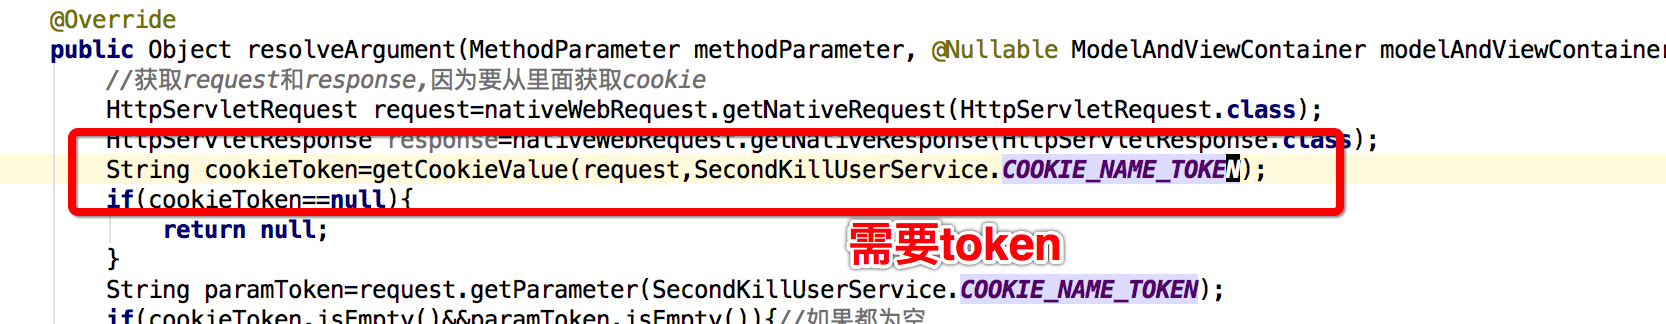 @Override
public Object resolveArgument(MethodParameter methodParameter, @Nullable ModelAndViewContainer modelAndViewContainer
//获取request和response,因为要从里面获取cookie
HttpServletRequest request=nativeWebRequest.getNativeRequest(HttpServletRequest.class);
HttpServletResponse response=nativeWebRequest.getNativeResponse(HttpServletResponse.class);
String cookieToken=getCookieValue(request,SecondKillUserService.COOKIE_NAME_TOKEN);
if(cookieToken==null){
return null;
需要token
}
String paramToken=request.getParameter(SecondKillUserService.COOKIE_NAME_TOKEN);
if(cookieToken.isEmpty()&&paramToken.isEmpty()){//如果都为空